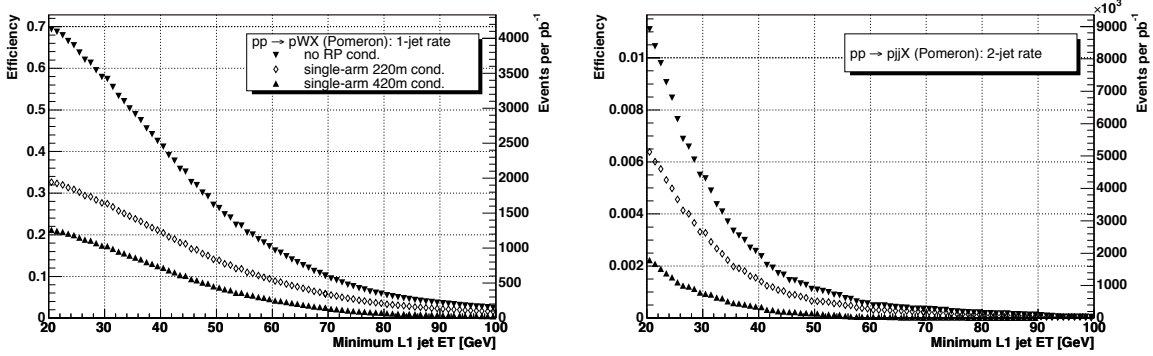 Efficiency
0.7
0.6
0.5
0.4
0.3
0.2
0.1
0
pp → pWX (Pomeron): 1-jet rate
no RP cond.
single-arm 220m cond.
single-arm 420m cond.
4000
3500
3000
2500
2000
1500
1000
500
0
Events per pb-1
20 30 40 50 60 70 80 90 100
Minimum L1 jet ET [GeV]
Efficiency
0.01
0.008
0.006
0.004
0.002
0
pp → pjjX (Pomeron): 2-jet rate
×10³
9000
8000
7000
6000
5000
4000
3000
2000
1000
0
Events per pb-1
20 30 40 50 60 70 80 90 100
Minimum L1 jet ET [GeV]